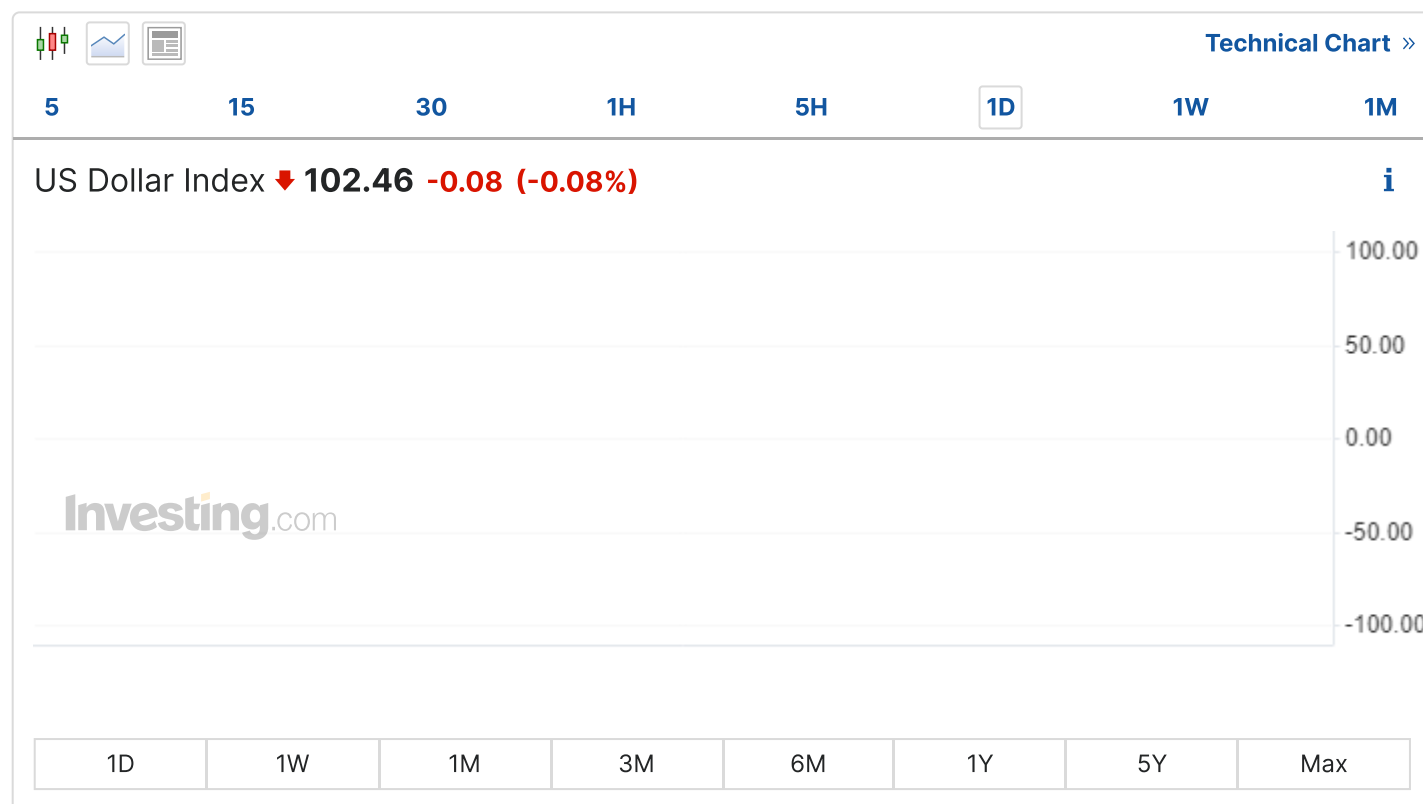 Technical Chart »
5 15 30 1H 5H 1D 1W 1M
US Dollar Index 102.46 -0.08 (-0.08%)
i
100.00
50.00
0.00
-50.00
Investing.com
-100.00
1D 1W 1M 3M 6M 1Y 5Y Max